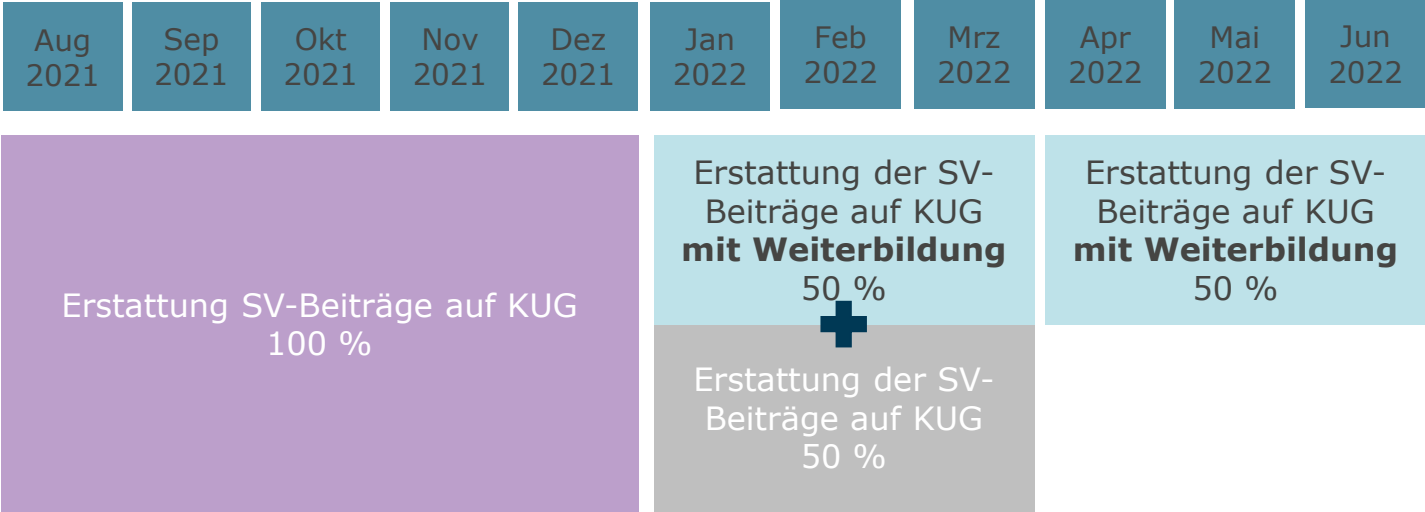 Aug
2021
Sep
2021
Okt
2021
Nov
2021
Dez
2021
Jan
2022
Feb
2022
Mrz
2022
Apr
2022
Mai
2022
Jun
2022
Erstattung SV-Beiträge auf KUG
100 %
Erstattung der SV-
Beiträge auf KUG
mit Weiterbildung
50 %
Erstattung der SV-
Beiträge auf KUG
50 %
Erstattung der SV-
Beiträge auf KUG
mit Weiterbildung
50 %